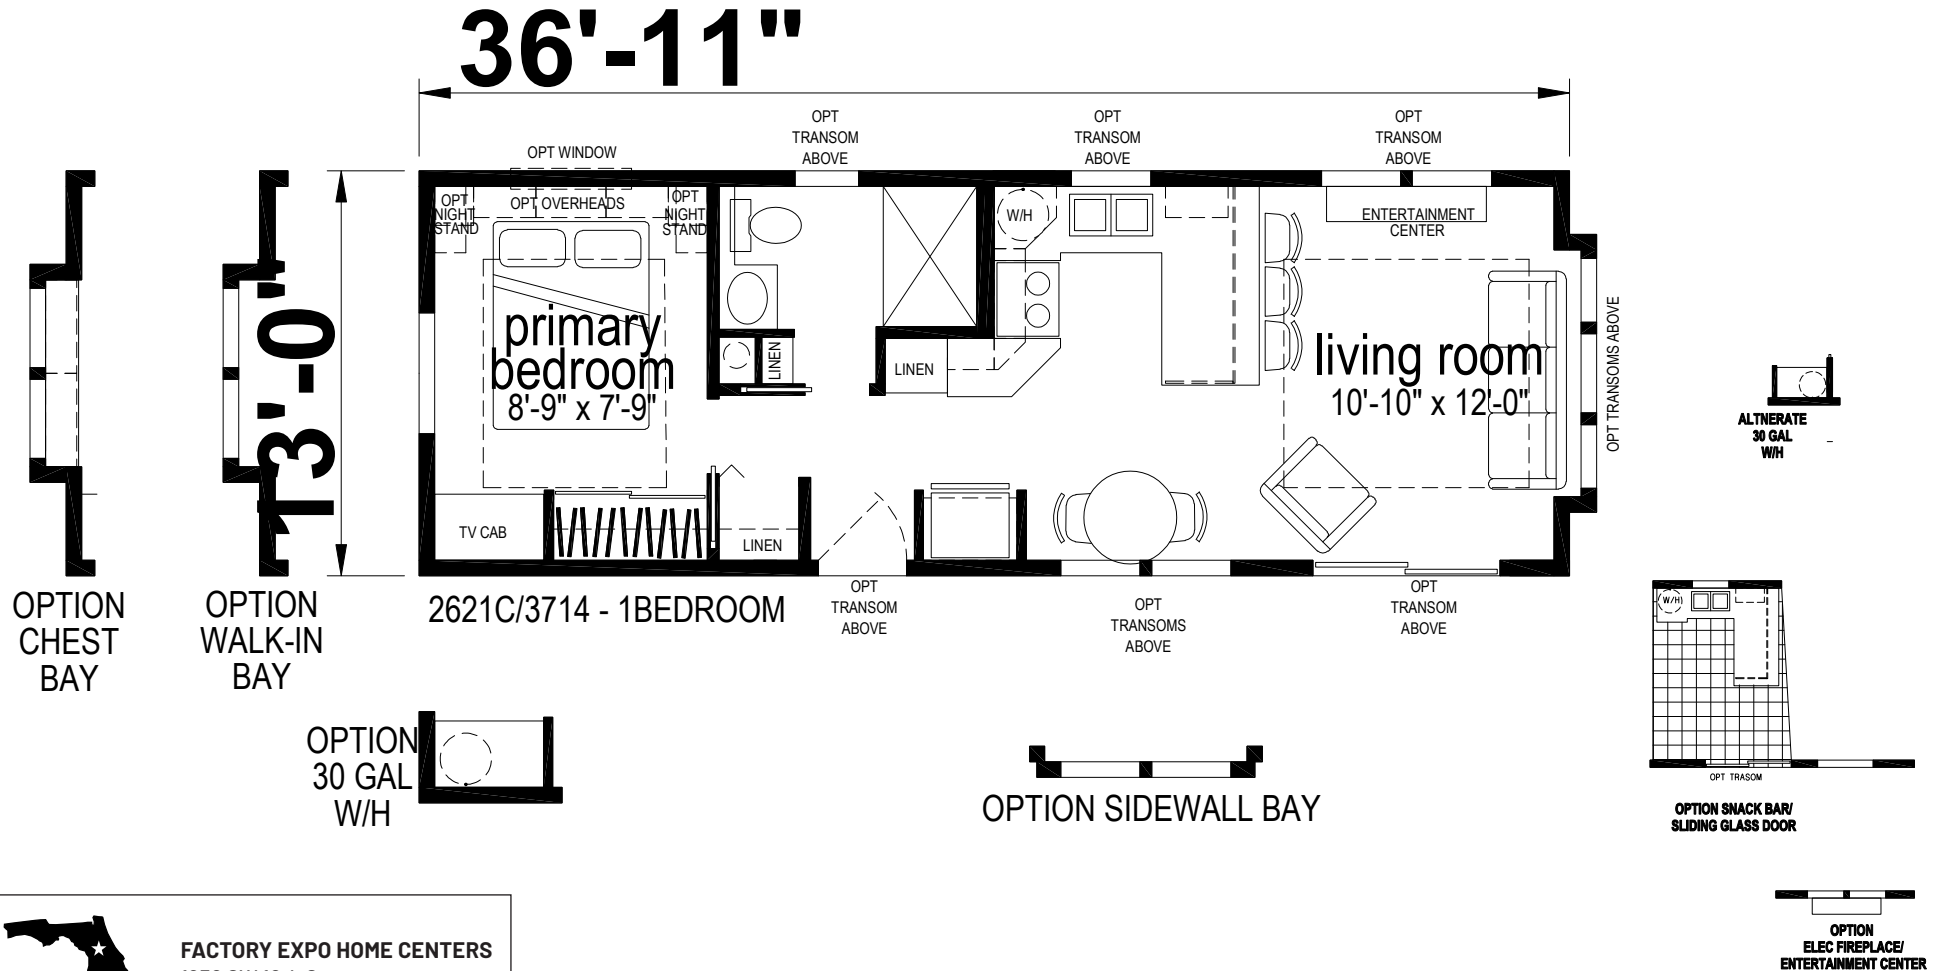 36'-11"
OPT
TRANSOM
ABOVE
OPT
TRANSOM
ABOVE
OPT
TRANSOM
ABOVE
OPT WINDOW
OPT
NIGHT
STAND
OPT OVERHEADS
OPT
NIGHT
STAND
W/H
ENTERTAINMENT
CENTER
13'-0"
primary
bedroom
8'-9" x 7'-9"
LINEN
LINEN
living room
10'-10" x 12'-0"
OPT TRANSOMS ABOVE
TV CAB
LINEN
ALTNERATE
30 GAL
W/H
OPTION
CHEST
BAY
OPTION
WALK-IN
BAY
2621C/3714 - 1BEDROOM
OPT
TRANSOM
ABOVE
OPT
TRANSOMS
ABOVE
OPT
TRANSOM
ABOVE
W/H
OPT TRASOM
OPTION SNACK BAR/
SLIDING GLASS DOOR
OPTION
30 GAL
W/H
OPTION SIDEWALL BAY
OPTION
ELEC FIREPLACE/
ENTERTAINMENT CENTER
FACTORY EXPO HOME CENTERS